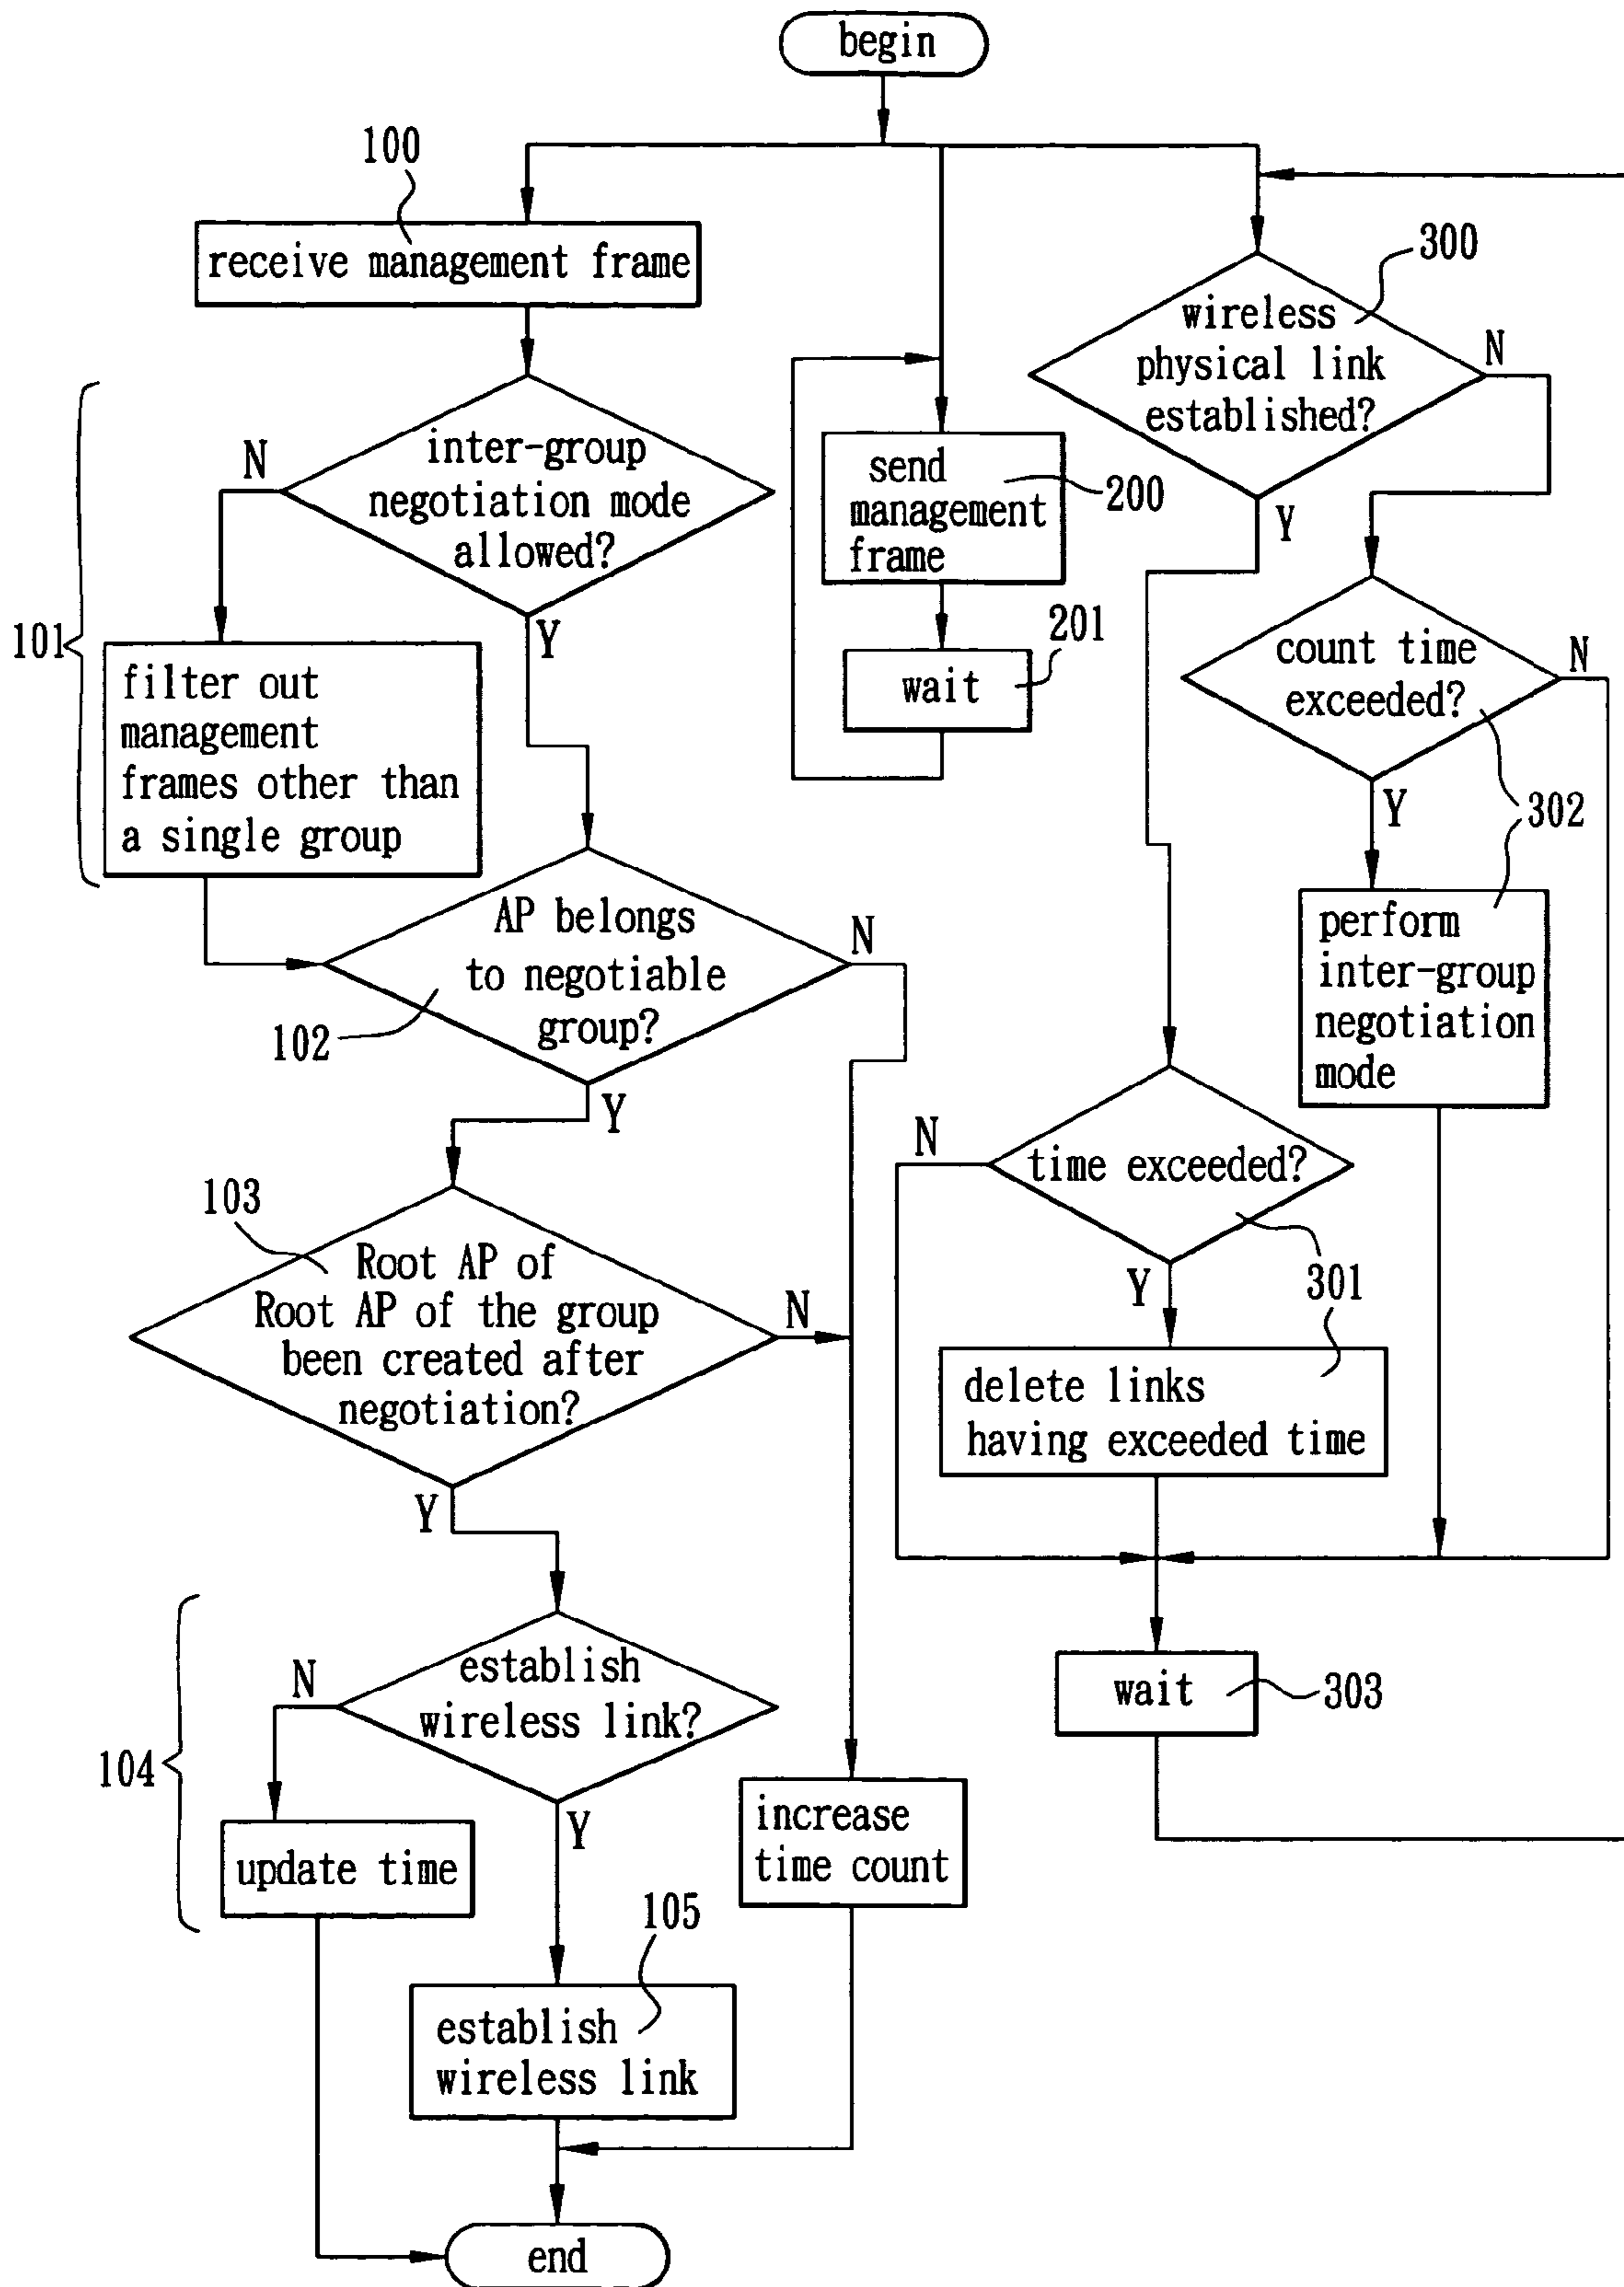 begin
100
receive management frame
N
inter-group
negotiation mode
allowed?
Y
101
filter out
management
frames other than
a single group
AP belongs
to negotiable
group?
N
102
Y
103
Root AP of
Root AP of the group
been created after
negotiation?
N
Y
104
establish
wireless link?
N
Y
update time
increase
time count
105
establish
wireless link
end
send
management
frame
200
201
wait
300
wireless
physical link
established?
N
Y
count time
exceeded?
N
Y
302
perform
inter-group
negotiation
mode
N
time exceeded?
Y
301
delete links
having exceeded time
wait
303